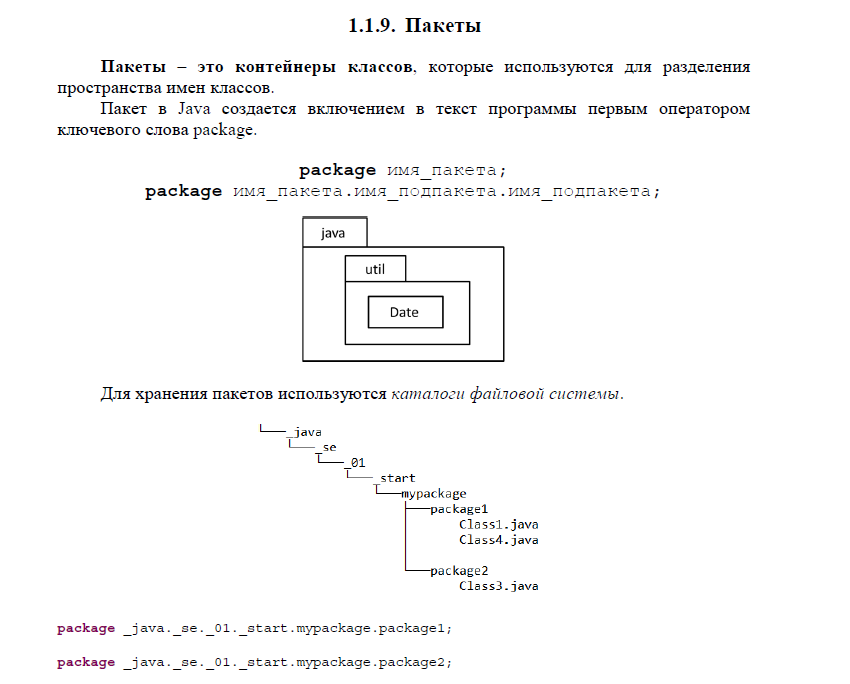 1.1.9. Пакеты
Пакеты – это контейнеры классов, которые используются для разделения
пространства имен классов.
Пакет в Java создается включением в текст программы первым оператором
ключевого слова package.
package имя_пакета;
package имя_пакета.имя_подпакета.имя_подпакета;
java
util
Date
Для хранения пакетов используются каталоги файловой системы.
_java
_se
_01
_start
mypackage
package1
Class1.java
Class4.java
package2
Class3.java
package _java._se._01._start.mypackage.package1;
package _java._se._01._start.mypackage.package2;